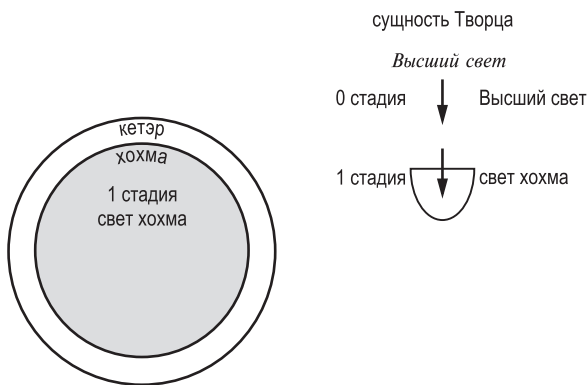 сущность Творца
Высший свет
0 стадия Высший свет
1 стадия свет хохма
кетэр
хохма
1 стадия
свет хохма